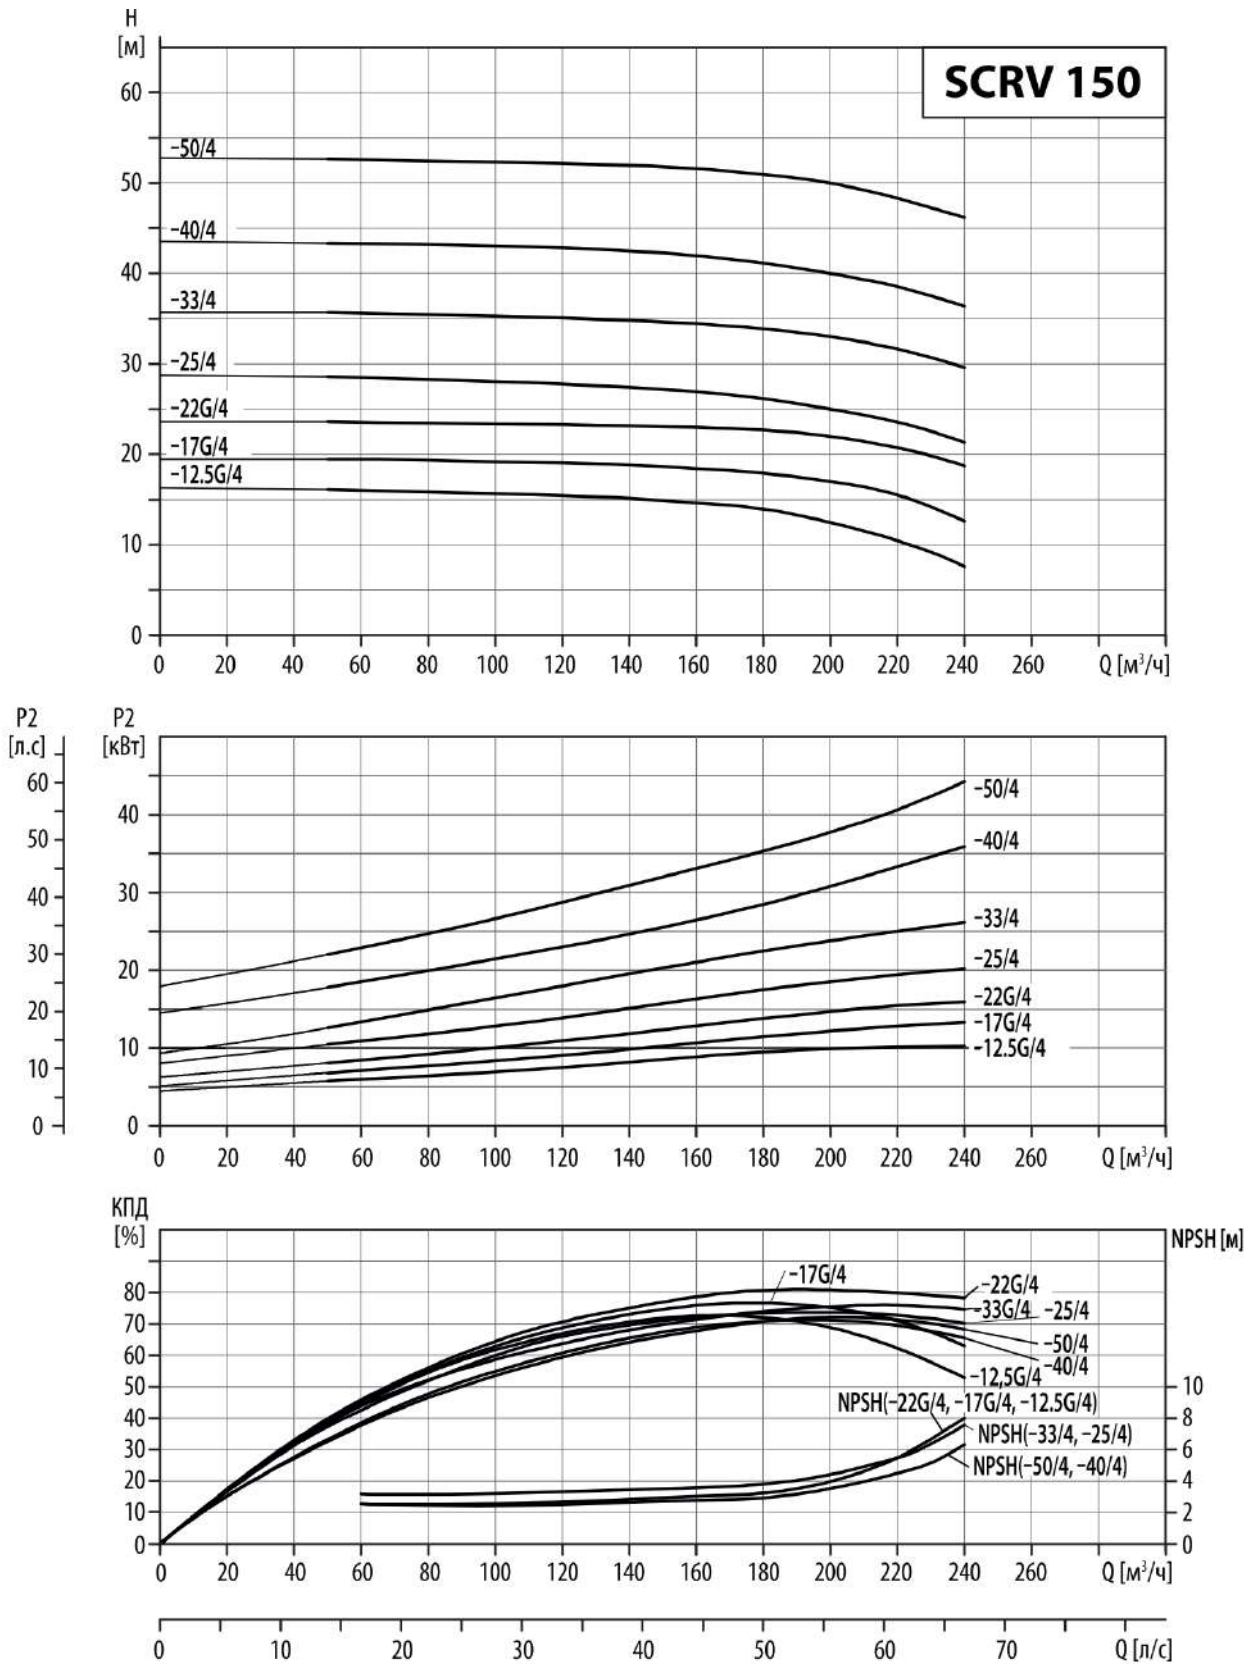 H
[м]
SCRV 150
60
-50/4
50
-40/4
40
-33/4
30
-25/4
-22G/4
20
-17G/4
-12.5G/4
10
0
0 20 40 60 80 100 120 140 160 180 200 220 240 260 Q [м³/ч]
P2 P2
[л.с] [кВт]
60
-50/4
40
50
-40/4
40
30
-33/4
30
-25/4
20
-22G/4
20
-17G/4
10
-12.5G/4
10
0 0
0 20 40 60 80 100 120 140 160 180 200 220 240 260 Q [м³/ч]
КПД
[%]
NPSH [м]
-17G/4
-22G/4
80
-33G/4 -25/4
70
-50/4
60
-40/4
-12,5G/4
50 10
NPSH(-22G/4, -17G/4, -12.5G/4)
40 8
NPSH(-33/4, -25/4)
30 6
NPSH(-50/4, -40/4)
20 4
10 2
0 0
0 20 40 60 80 100 120 140 160 180 200 220 240 260 Q [м³/ч]
0 10 20 30 40 50 60 70 Q [л/с]